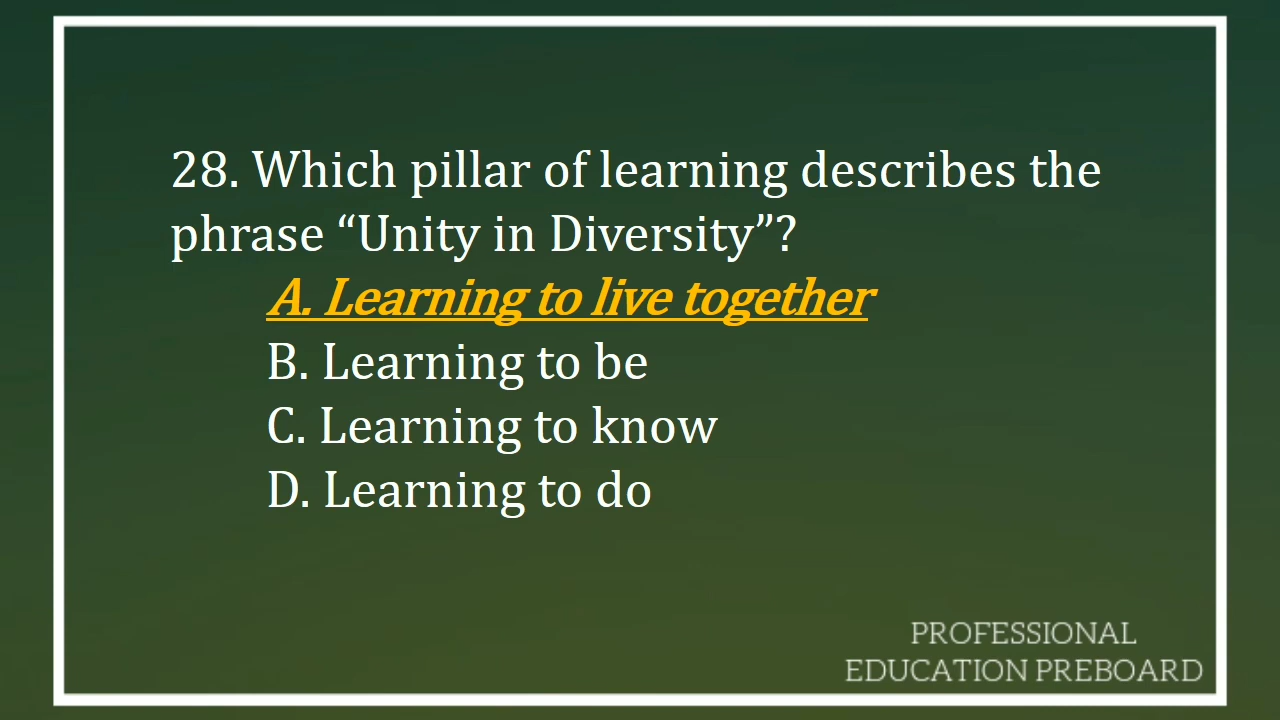 28. Which pillar of learning describes the
phrase “Unity in Diversity”?
A. Learning to live together
B. Learning to be
C. Learning to know
D. Learning to do
PROFESSIONAL
EDUCATION PREBOARD